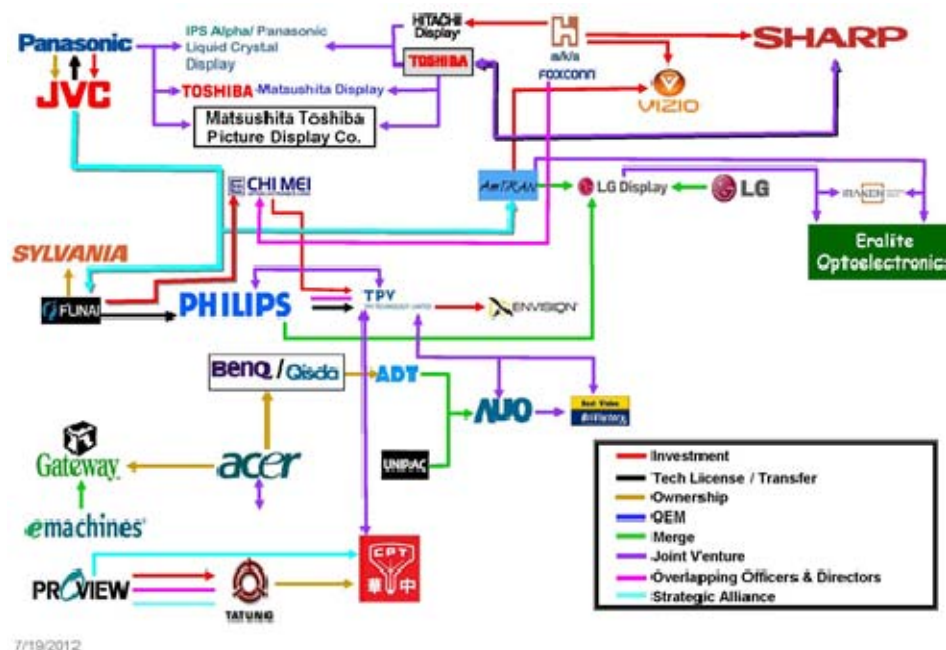 Panasonic
JVC
IPS Alpha/ Panasonic
Liquid Crystal
Display
TOSHIBA-Matsushita Display
Matsushita Toshiba
Picture Display Co.
HITACHI
Display
TOSHIBA
H
a/k/a
FOXCONN
SHARP
VIZIO
CHI MEI
AmTRAN
LG Display
LG
Eralite
Optoelectronics
SYLVANIA
FUNAI
PHILIPS
TPV
ENVISION
BenQ / Qisda
ADT
AUO
UNIPAC
Gateway
acer
emachines
PROVIEW
TATUNG
CPT
華中
Investment
Tech License / Transfer
Ownership
OEM
Merge
Joint Venture
Overlapping Officers & Directors
Strategic Alliance
7/19/2012